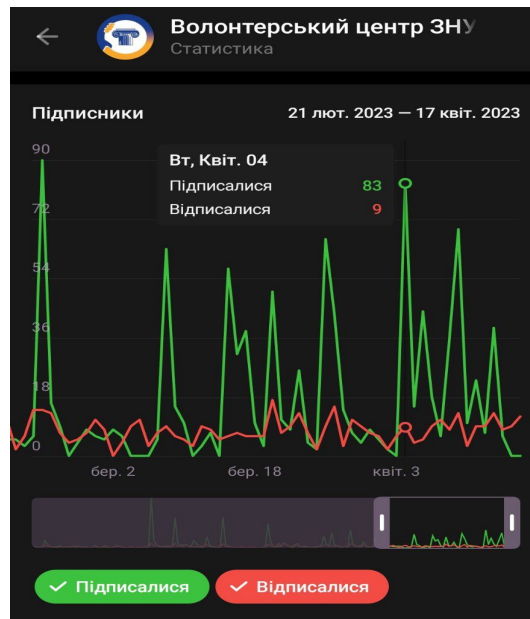 Волонтерський центр ЗНУ
Статистика
Підписники 21 лют. 2023 — 17 квіт. 2023
90
Вт, Квіт. 04
Підписалися 83
Відписалися 9
72
54
36
18
0
бер. 2 бер. 18 квіт. 3
Підписалися Відписалися